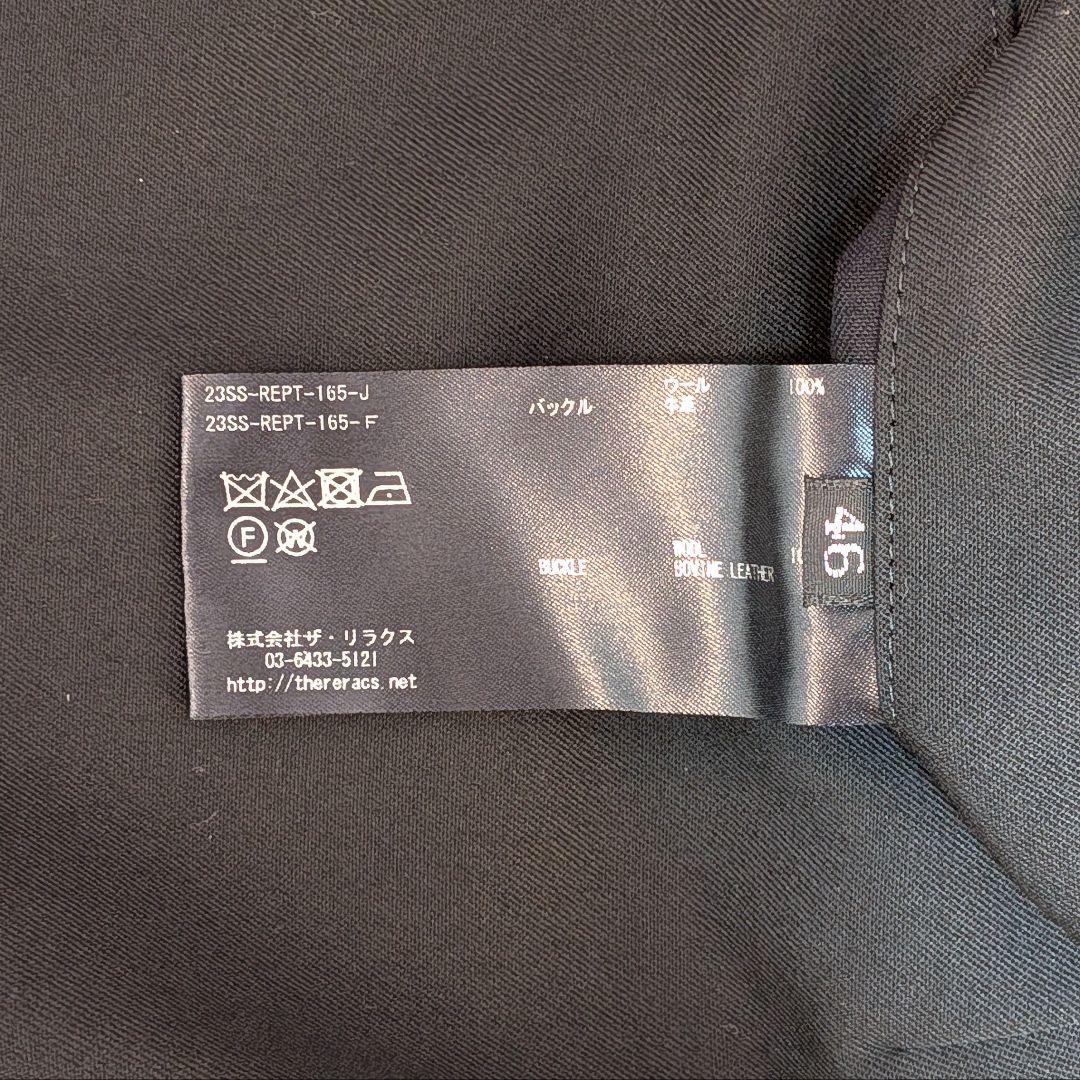 23SS-REPT-165-J
23SS-REPT-165-F
バックル
ウール 100%
牛革
F
W
BUCKLE
WOOL
BOVINE LEATHER
46
株式会社ザ・リラクス
03-6433-5121
http://thereracs.net